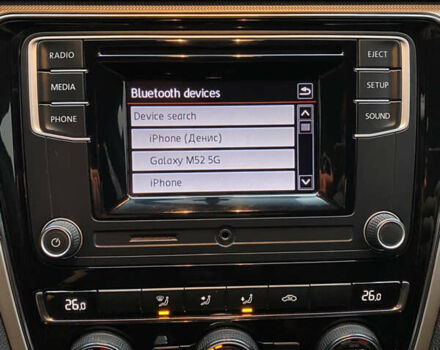 RADIO
MEDIA
PHONE
Bluetooth devices
Device search
iPhone (Денис)
Galaxy M52 5G
iPhone
EJECT
SETUP
SOUND
26.0
26.0